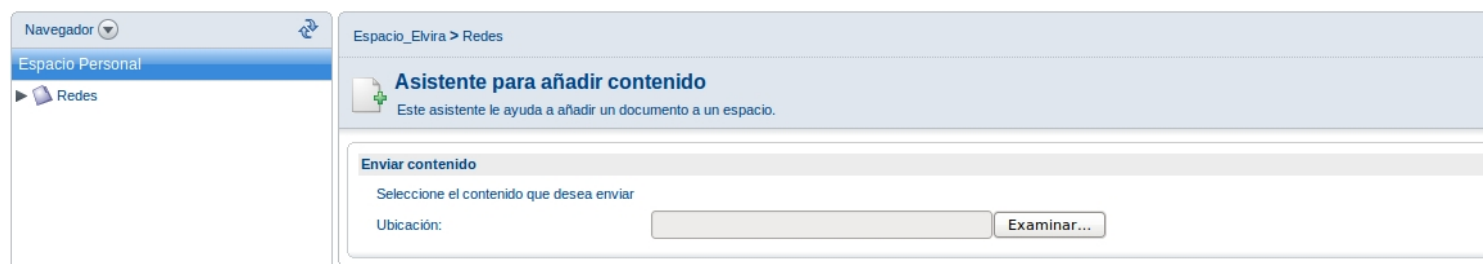 Navegador
Espacio Personal
Redes
Espacio_Elvira > Redes
Asistente para añadir contenido
Este asistente le ayuda a añadir un documento a un espacio.
Enviar contenido
Seleccione el contenido que desea enviar
Ubicación:
Examinar...